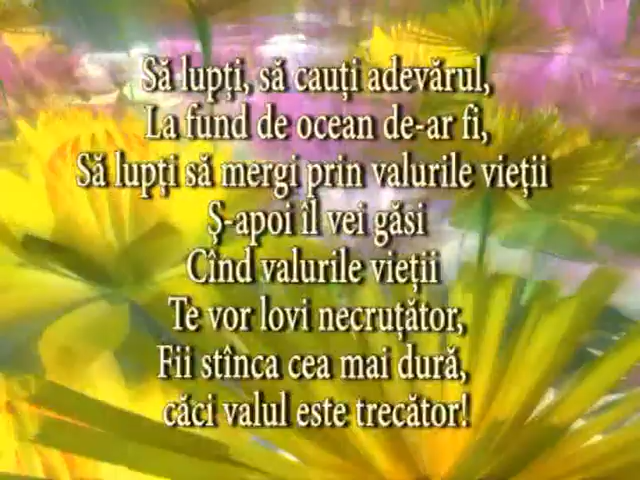 Să lupți, să cauți adevărul,
La fund de ocean de-ar fi,
Să lupți să mergi prin valurile vieții
Ș-apoi îl vei găsi
Cînd valurile vieții
Te vor lovi necruțător,
Fii stînca cea mai dură,
căci valul este trecător!